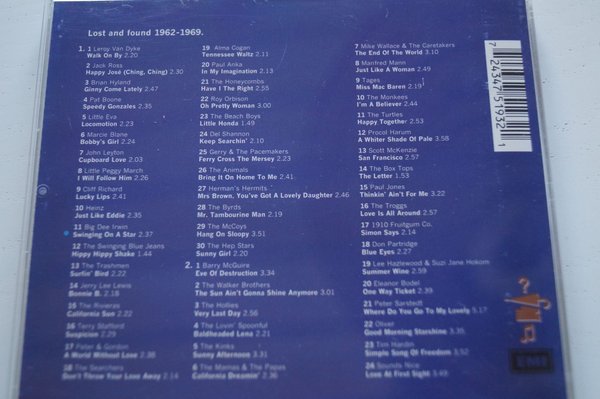 Lost and found 1962-1969.
1. 1 Leroy Van Dyke
Walk On By 2.20
2 Jack Ross
Happy José (Ching, Ching) 2.30
3 Brian Hyland
Ginny Come Lately 2.42
4 Pat Boone
Speedy Gonzales 2.35
5 Little Eva
Locomotion 2.23
6 Marcie Blane
Bobby's Girl 2.24
7 John Leyton
Cupboard Love 2.03
8 Little Peggy March
I Will Follow Him 2.26
9 Cliff Richard
Lucky Lips 2.41
10 Heinz
Just Like Eddie 2.35
11 Big Dee Irwin
Swinging On A Star 2.37
12 The Swinging Blue Jeans
Hippy Hippy Shake 1.44
13 The Trashmen
Surfin' Bird 2.22
14 Jerry Lee Lewis
Bonnie B. 2.18
15 The Rivieras
California Sun 2.22
16 Terry Stafford
Suspicion 2.29
17 Peter & Gordon
A World Without Love 2.38
18 The Searchers
Don't Throw Your Love Away 2.14
19 Alma Cogan
Tennessee Waltz 2.11
20 Paul Anka
In My Imagination 2.13
21 The Honeycombs
Have I The Right 2.55
22 Roy Orbison
Oh Pretty Woman 3.00
23 The Beach Boys
Little Honda 1.49
24 Del Shannon
Keep Searchin' 2.10
25 Gerry & The Pacemakers
Ferry Cross The Mersey 2.23
26 The Animals
Bring It On Home To Me 2.41
27 Herman's Hermits
Mrs Brown, You've Got A Lovely Daughter 2.46
28 The Byrds
Mr. Tambourine Man 2.19
29 The McCoys
Hang On Sloopy 3.51
30 The Hep Stars
Sunny Girl 2.20
2. 1 Barry McGuire
Eve Of Destruction 3.34
2 The Walker Brothers
The Sun Ain't Gonna Shine Anymore 3.01
3 The Hollies
Very Last Day 2.56
4 The Lovin' Spoonful
Baldheaded Lena 2.21
5 The Kinks
Sunny Afternoon 3.31
6 The Mamas & The Papas
California Dreamin' 2.36
7 Mike Wallace & The Caretakers
The End Of The World 3.10
8 Manfred Mann
Just Like A Woman 2.49
9 Tages
Miss Mac Baren 2.19
10 The Monkees
I'm A Believer 2.44
11 The Turtles
Happy Together 2.53
12 Procol Harum
A Whiter Shade Of Pale 3.58
13 Scott McKenzie
San Francisco 2.57
14 The Box Tops
The Letter 1.53
15 Paul Jones
Thinkin' Ain't For Me 3.22
16 The Troggs
Love Is All Around 2.57
17 1910 Fruitgum Co.
Simon Says 2.14
18 Don Partridge
Blue Eyes 2.27
19 Lee Hazlewood & Suzi Jane Hokom
Summer Wine 2.59
20 Eleanor Bodel
One Way Ticket 2.39
21 Peter Sarstedt
Where Do You Go To My Lovely 5.17
22 Oliver
Good Morning Starshine 3.35
23 Tim Hardin
Simple Song Of Freedom 3.52
24 Sounds Nice
Love At First Sight 3.49
7 24347 51932 1
?
EMI